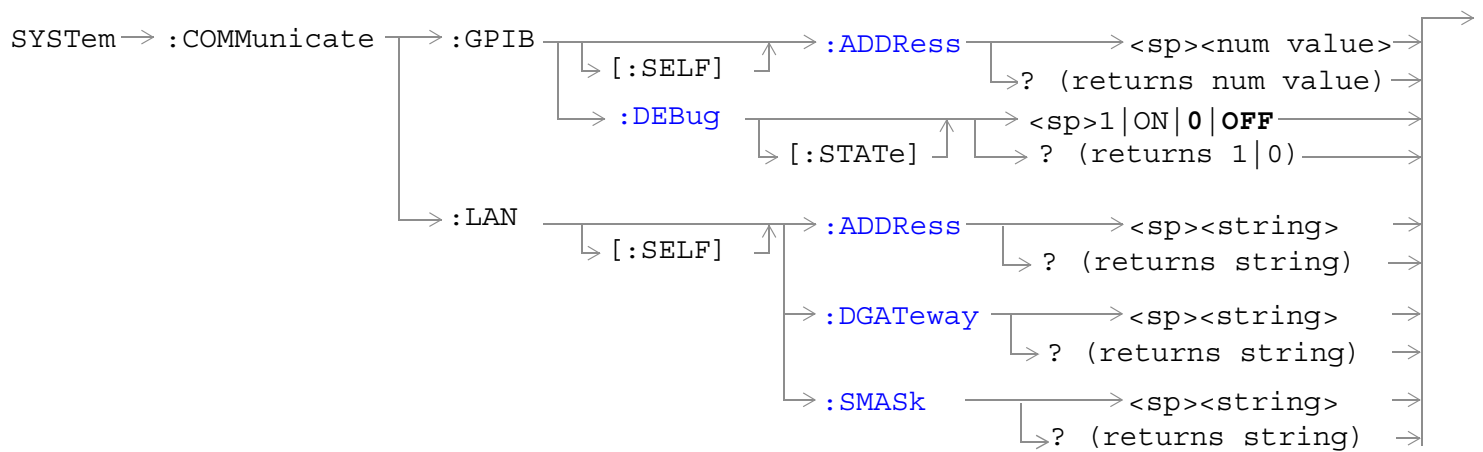 SYSTem :COMMunicate :GPIB :ADDRess <sp><num value>
[:SELF] ? (returns num value)
:DEBug <sp>1|ON|0|OFF
[:STATe] ? (returns 1|0)
:LAN :ADDRess <sp><string>
[:SELF] ? (returns string)
:DGATeway <sp><string>
? (returns string)
:SMASk <sp><string>
? (returns string)